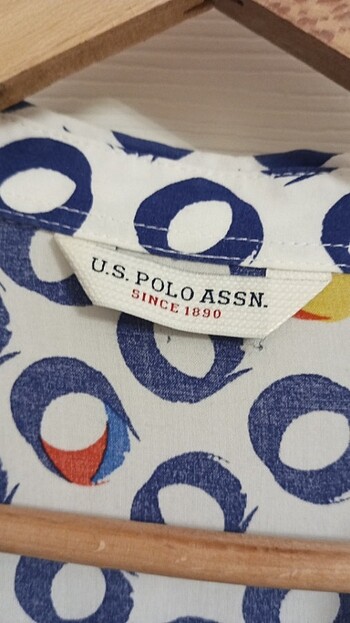 U.S. POLO ASSN.
SINCE 1890